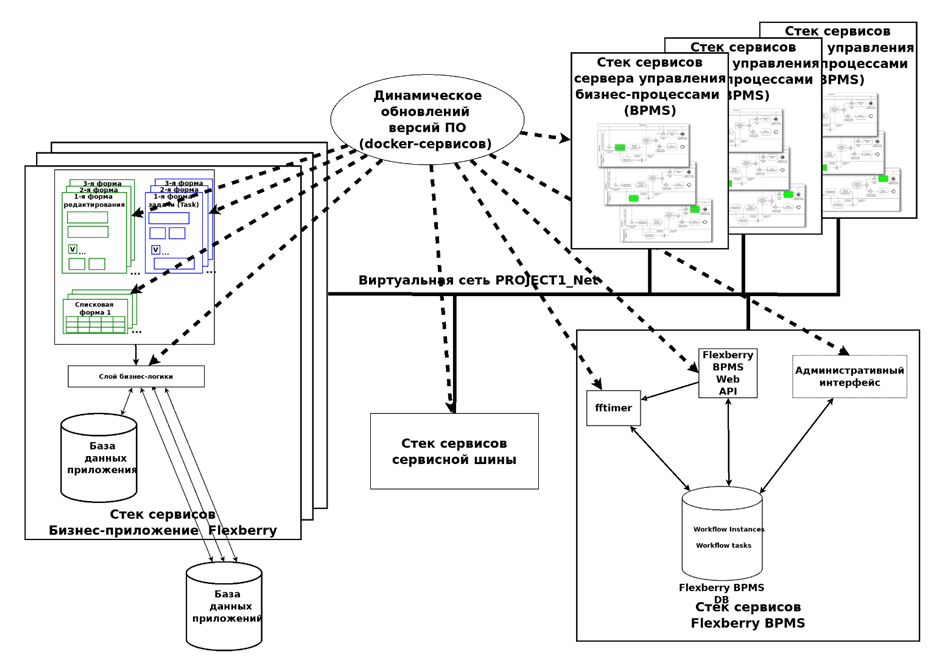 Стек сервисов
управления
процессами
BPMS)
Стек сервисов
управления
процессами
BPMS)
Стек сервисов
сервера управления
бизнес-процессами
(BPMS)
Динамическое
обновлений
версий ПО
(docker-сервисов)
3-я форма
2-я форма
1-я форма
редактирования
V
...
...
3-я форма
2-я форма
1-я форма
задачи (Task)
V
...
...
Списковая
форма 1
...
Виртуальная сеть PROJECT1_Net
Слой бизнес-логики
База
данных
приложения
Стек сервисов
Бизнес-приложение Flexberry
База
данных
приложений
Стек сервисов
сервисной шины
Flexberry
BPMS
Web
API
Административный
интерфейс
fftimer
Workflow Instances
Workflow tasks
Flexberry BPMS
DB
Стек сервисов
Flexberry BPMS